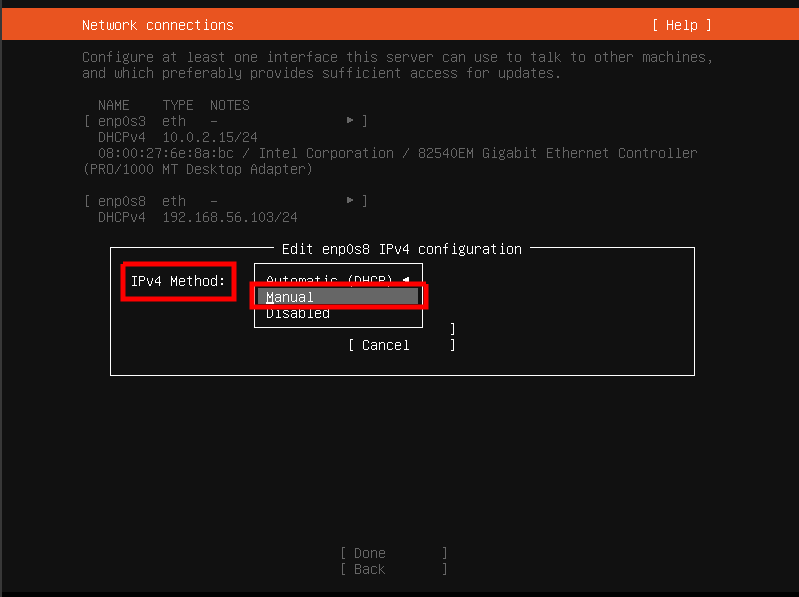 Network connections [ Help ]
Configure at least one interface this server can use to talk to other machines,
and which preferably provides sufficient access for updates.
NAME TYPE NOTES
[ enp0s3 eth - ▸ ]
DHCPv4 10.0.2.15/24
08:00:27:6e:8a:bc / Intel Corporation / 82540EM Gigabit Ethernet Controller
(PRO/1000 MT Desktop Adapter)
[ enp0s8 eth - ▸ ]
DHCPv4 192.168.56.103/24
Edit enp0s8 IPv4 configuration
IPv4 Method: Automatic (DHCP) ◂
Manual
Disabled
]
[ Cancel ]
[ Done ]
[ Back ]